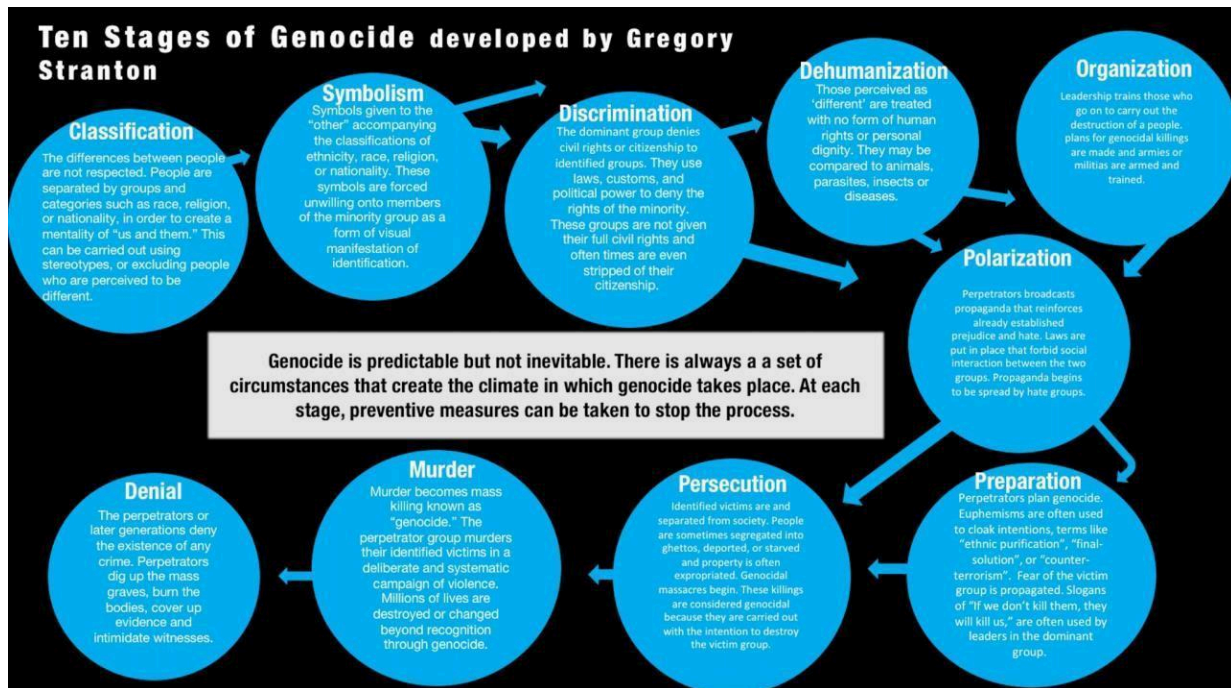 Ten Stages of Genocide developed by Gregory
Stranton
Classification
The differences between people
are not respected. People are
separated by groups and
categories such as race, religion,
or nationality, in order to create a
mentality of “us and them.” This
can be carried out using
stereotypes, or excluding people
who are perceived to be
different.
Symbolism
Symbols given to the
“other” accompanying
the classifications of
ethnicity, race, religion,
or nationality. These
symbols are forced
unwilling onto members
of the minority group as a
form of visual
manifestation of
identification.
Discrimination
The dominant group denies
civil rights or citizenship to
identified groups. They use
laws, customs, and
political power to deny the
rights of the minority.
These groups are not given
their full civil rights and
often times are even
stripped of their
citizenship.
Dehumanization
Those perceived as
‘different’ are treated
with no form of human
rights or personal
dignity. They may be
compared to animals,
parasites, insects or
diseases.
Organization
Leadership trains those who
go on to carry out the
destruction of a people.
plans for genocidal killings
are made and armies or
militias are armed and
trained.
Polarization
Perpetrators broadcasts
propaganda that reinforces
already established
prejudice and hate. Laws are
put in place that forbid social
interaction between the two
groups. Propaganda begins
to be spread by hate groups.
Genocide is predictable but not inevitable. There is always a a set of
circumstances that create the climate in which genocide takes place. At each
stage, preventive measures can be taken to stop the process.
Preparation
Perpetrators plan genocide.
Euphemisms are often used
to cloak intentions, terms like
“ethnic purification”, “final-
solution”, or “counter-
terrorism”. Fear of the victim
group is propagated. Slogans
of “If we don’t kill them, they
will kill us,” are often used by
leaders in the dominant
group.
Persecution
Identified victims are and
separated from society. People
are sometimes segregated into
ghettos, deported, or starved
and property is often
expropriated. Genocidal
massacres begin. These killings
are considered genocidal
because they are carried out
with the intention to destroy
the victim group.
Murder
Murder becomes mass
killing known as
“genocide.” The
perpetrator group murders
their identified victims in a
deliberate and systematic
campaign of violence.
Millions of lives are
destroyed or changed
beyond recognition
through genocide.
Denial
The perpetrators or
later generations deny
the existence of any
crime. Perpetrators
dig up the mass
graves, burn the
bodies, cover up
evidence and
intimidate witnesses.